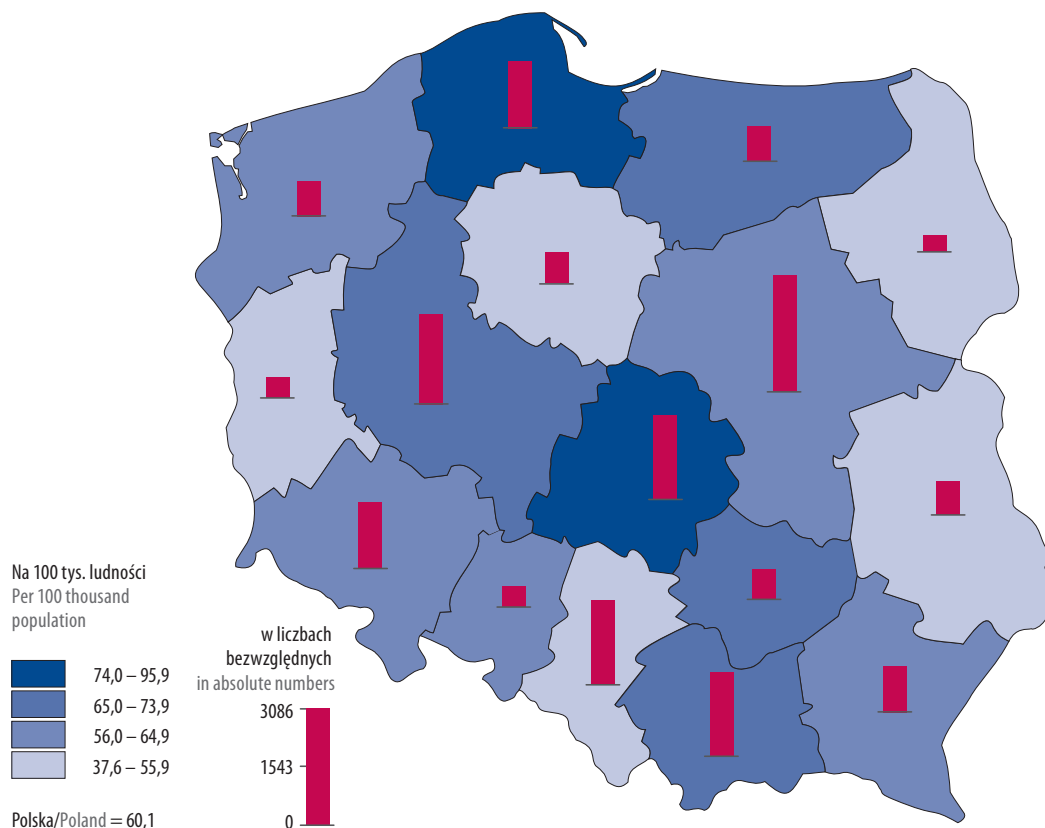 Na 100 tys. ludności
Per 100 thousand
population
74,0 – 95,9
65,0 – 73,9
56,0 – 64,9
37,6 – 55,9
Polska/Poland = 60,1
w liczbach
bezwzględnych
in absolute numbers
3086
1543
0